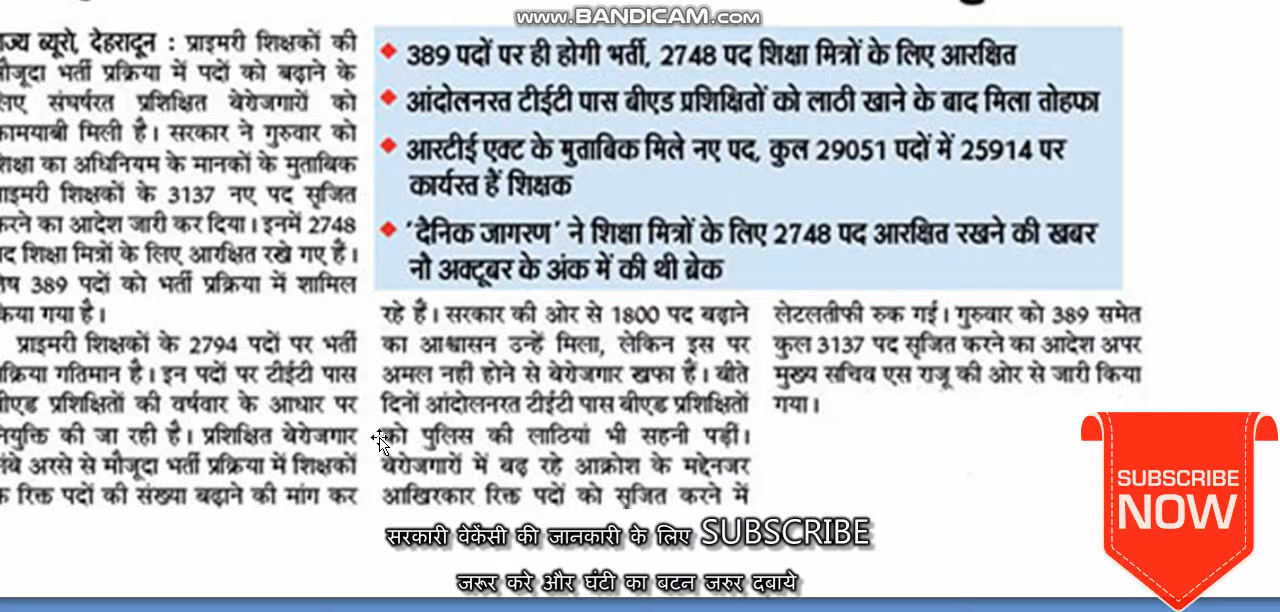 www.BANDICAM.com
देहरादून : प्राइमरी शिक्षकों की
भर्ती प्रक्रिया में पदों को बढ़ाने के
संघर्षरत प्रशिक्षित बेरोजगारों को
मिली है। सरकार ने गुरुवार को
का अधिनियम के मानकों के मुताबिक
शिक्षकों के 3137 नए पद सृजित
का आदेश जारी कर दिया। इनमें 2748
शिक्षा मित्रों के लिए आरक्षित रखे गए हैं।
389 पदों को भर्ती प्रक्रिया में शामिल
गया है।
प्राइमरी शिक्षकों के 2794 पदों पर भर्ती
गतिमान है। इन पदों पर टीईटी पास
प्रशिक्षितों की वर्षवार के आधार पर
की जा रही है। प्रशिक्षित बेरोजगार
अरसे से मौजूदा भर्ती प्रक्रिया में शिक्षकों
रिक्त पदों की संख्या बढ़ाने की मांग कर
389 पदों पर ही होगी भर्ती, 2748 पद शिक्षा मित्रों के लिए आरक्षित
आंदोलनरत टीईटी पास बीएड प्रशिक्षितों को लाठी खाने के बाद मिला तोहफा
आरटीई एक्ट के मुताबिक मिले नए पद, कुल 29051 पदों में 25914 पर
कार्यरत हैं शिक्षक
'दैनिक जागरण' ने शिक्षा मित्रों के लिए 2748 पद आरक्षित रखने की खबर
नौ अक्टूबर के अंक में की थी ब्रेक
रहे हैं। सरकार की ओर से 1800 पद बढ़ाने
का आश्वासन उन्हें मिला, लेकिन इस पर
अमल नहीं होने से बेरोजगार खफा हैं। बीते
दिनों आंदोलनरत टीईटी पास बीएड प्रशिक्षितों
को पुलिस की लाठियां भी सहनी पड़ीं।
बेरोजगारों में बढ़ रहे आक्रोश के मद्देनजर
आखिरकार रिक्त पदों को सृजित करने में
लेटलतीफी रुक गई। गुरुवार को 389 समेत
कुल 3137 पद सृजित करने का आदेश अपर
मुख्य सचिव एस राजू की ओर से जारी किया
गया।
SUBSCRIBE
NOW
सरकारी वेकेंसी की जानकारी के लिए SUBSCRIBE
जरूर करे और घंटी का बटन जरुर दबाये